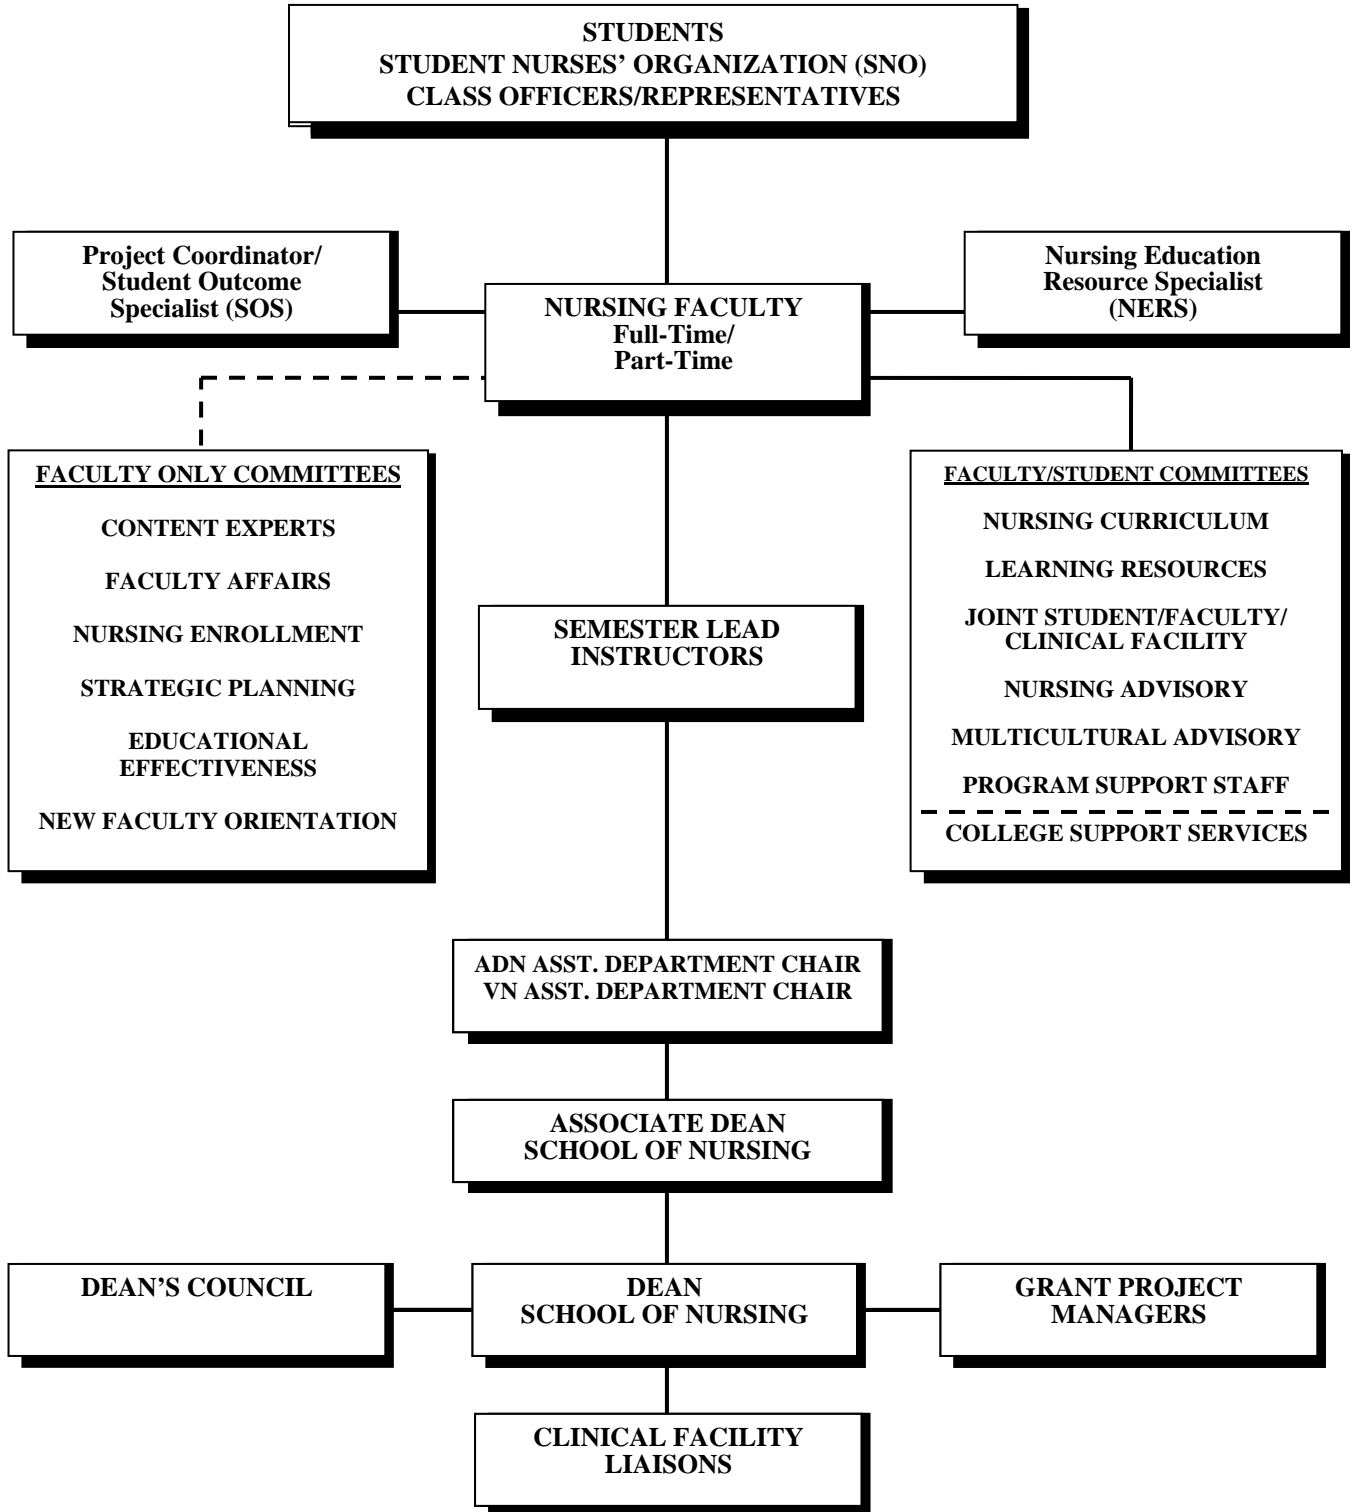 STUDENTS
STUDENT NURSES’ ORGANIZATION (SNO)
CLASS OFFICERS/REPRESENTATIVES
Project Coordinator/
Student Outcome
Specialist (SOS)
NURSING FACULTY
Full-Time/
Part-Time
Nursing Education
Resource Specialist
(NERS)
FACULTY ONLY COMMITTEES
CONTENT EXPERTS
FACULTY AFFAIRS
NURSING ENROLLMENT
STRATEGIC PLANNING
EDUCATIONAL
EFFECTIVENESS
NEW FACULTY ORIENTATION
FACULTY/STUDENT COMMITTEES
NURSING CURRICULUM
LEARNING RESOURCES
JOINT STUDENT/FACULTY/
CLINICAL FACILITY
NURSING ADVISORY
MULTICULTURAL ADVISORY
PROGRAM SUPPORT STAFF
COLLEGE SUPPORT SERVICES
SEMESTER LEAD
INSTRUCTORS
ADN ASST. DEPARTMENT CHAIR
VN ASST. DEPARTMENT CHAIR
ASSOCIATE DEAN
SCHOOL OF NURSING
DEAN’S COUNCIL
DEAN
SCHOOL OF NURSING
GRANT PROJECT
MANAGERS
CLINICAL FACILITY
LIAISONS